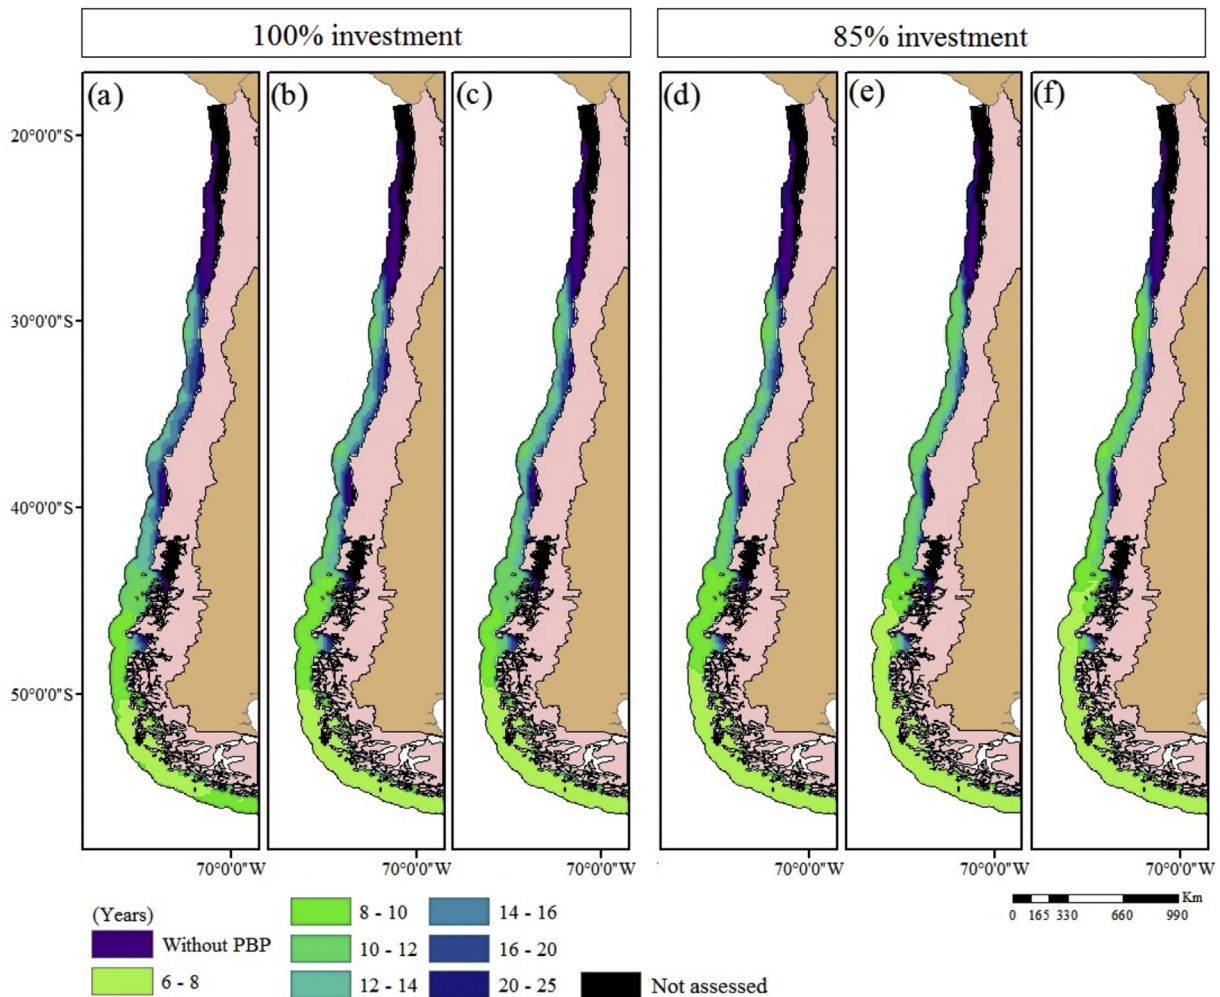 100% investment
85% investment
(a)
(b)
(c)
(d)
(e)
(f)
20°0'0"S
30°0'0"S
40°0'0"S
50°0'0"S
70°0'0"W
70°0'0"W
70°0'0"W
70°0'0"W
70°0'0"W
70°0'0"W
(Years)
Without PBP
6 - 8
8 - 10
10 - 12
12 - 14
14 - 16
16 - 20
20 - 25
Not assessed
Km
0 165 330 660 990